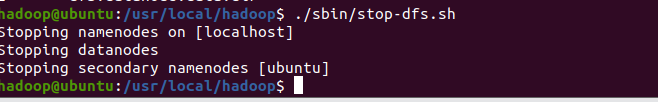 hadoop@ubuntu:/usr/local/hadoop$ ./sbin/stop-dfs.sh
Stopping namenodes on [localhost]
Stopping datanodes
Stopping secondary namenodes [ubuntu]
hadoop@ubuntu:/usr/local/hadoop$